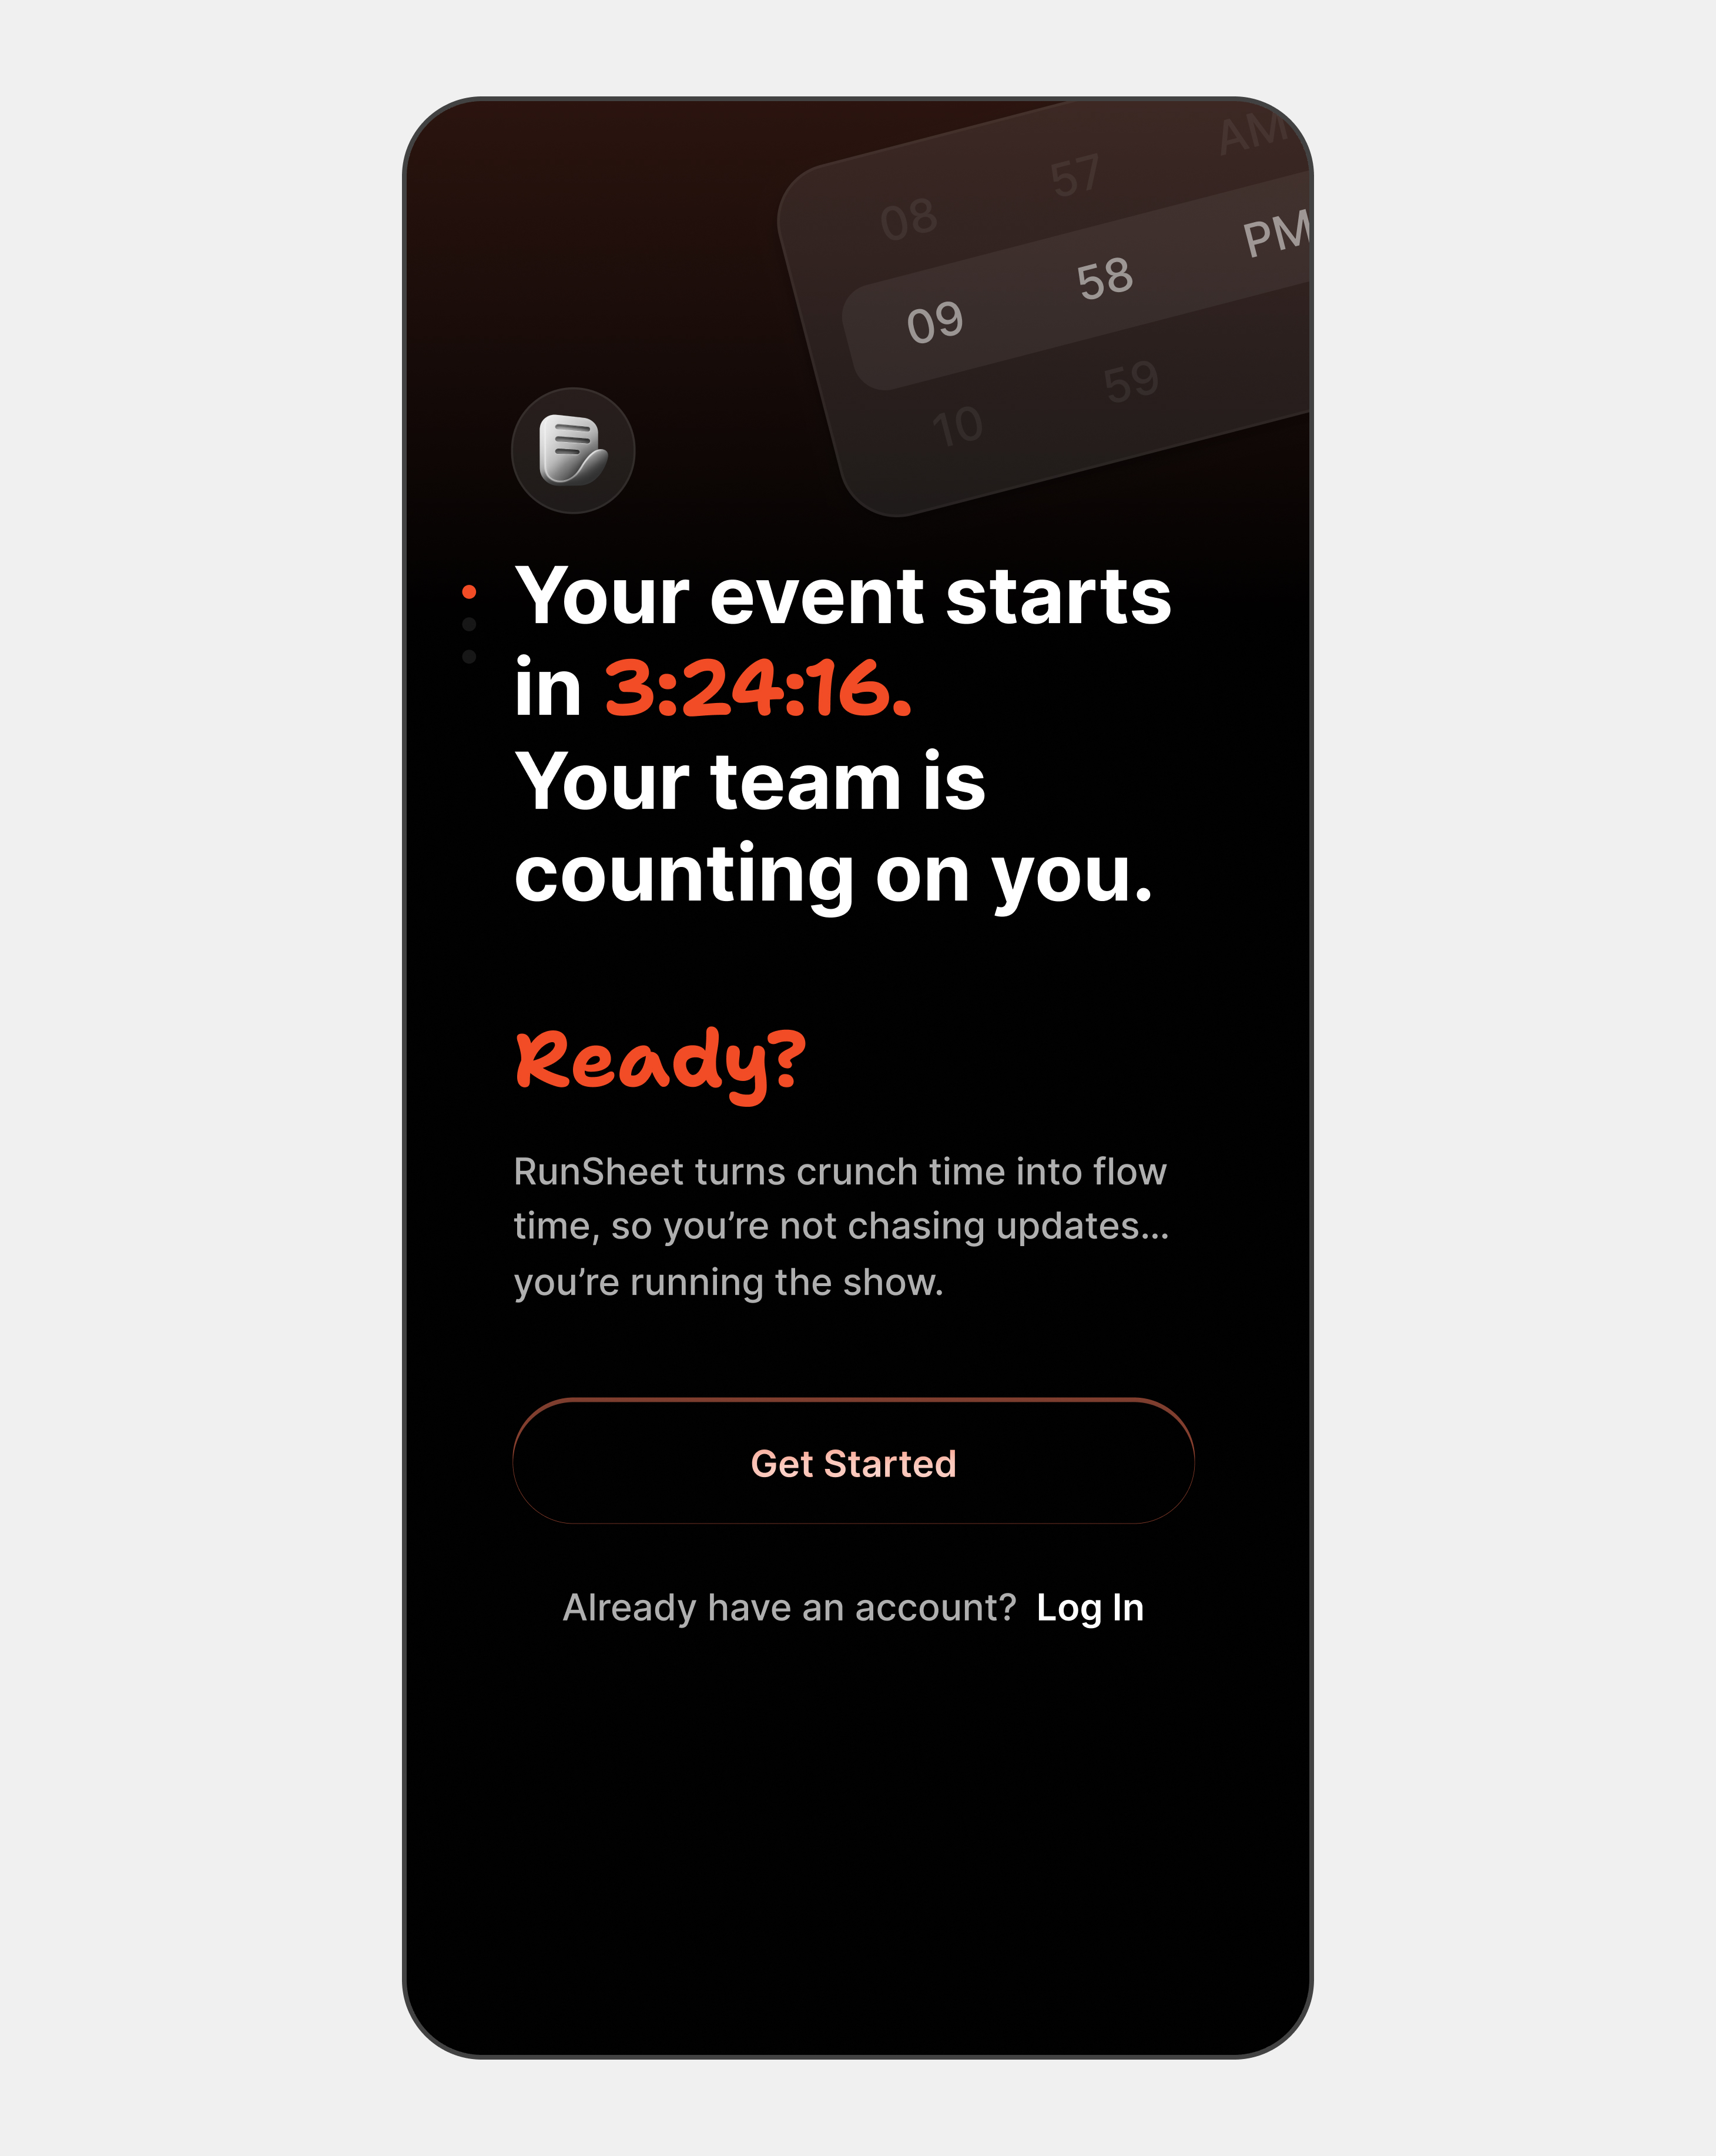 AM
08 57
PM
09 58
10 59
Your event starts
in 3:24:16.
Your team is
counting on you.
Ready?
RunSheet turns crunch time into flow
time, so you’re not chasing updates...
you’re running the show.
Get Started
Already have an account? Log In